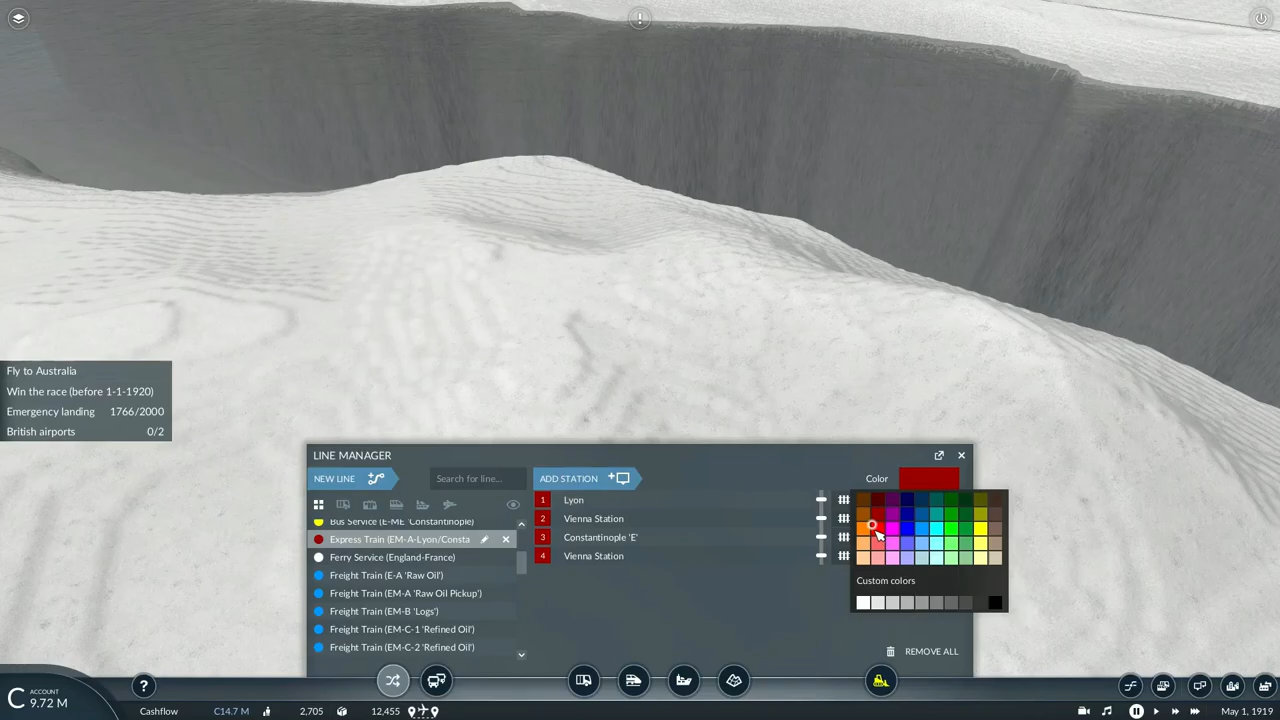 Fly to Australia
Win the race (before 1-1-1920)
Emergency landing 1766/2000
British airports 0/2
LINE MANAGER
NEW LINE
Search for line...
ADD STATION
Color
Bus Service (E-ME 'Constantinople)
Express Train (EM-A-Lyon/Consta
Ferry Service (England-France)
Freight Train (E-A 'Raw Oil')
Freight Train (EM-A 'Raw Oil Pickup')
Freight Train (EM-B 'Logs')
Freight Train (EM-C-1 'Refined Oil')
Freight Train (EM-C-2 'Refined Oil')
1 Lyon
2 Vienna Station
3 Constantinople 'E'
4 Vienna Station
Custom colors
REMOVE ALL
C ACCOUNT
9.72 M
?
Cashflow C14.7 M 2,705 12,455
May 1, 1919